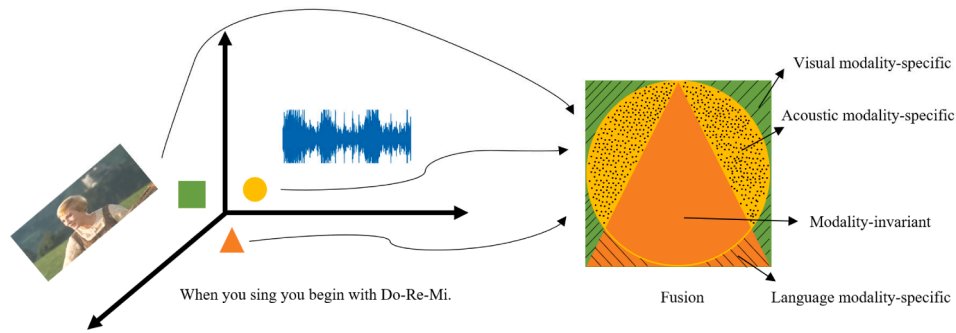 Visual modality-specific
Acoustic modality-specific
Modality-invariant
Language modality-specific
When you sing you begin with Do-Re-Mi.
Fusion